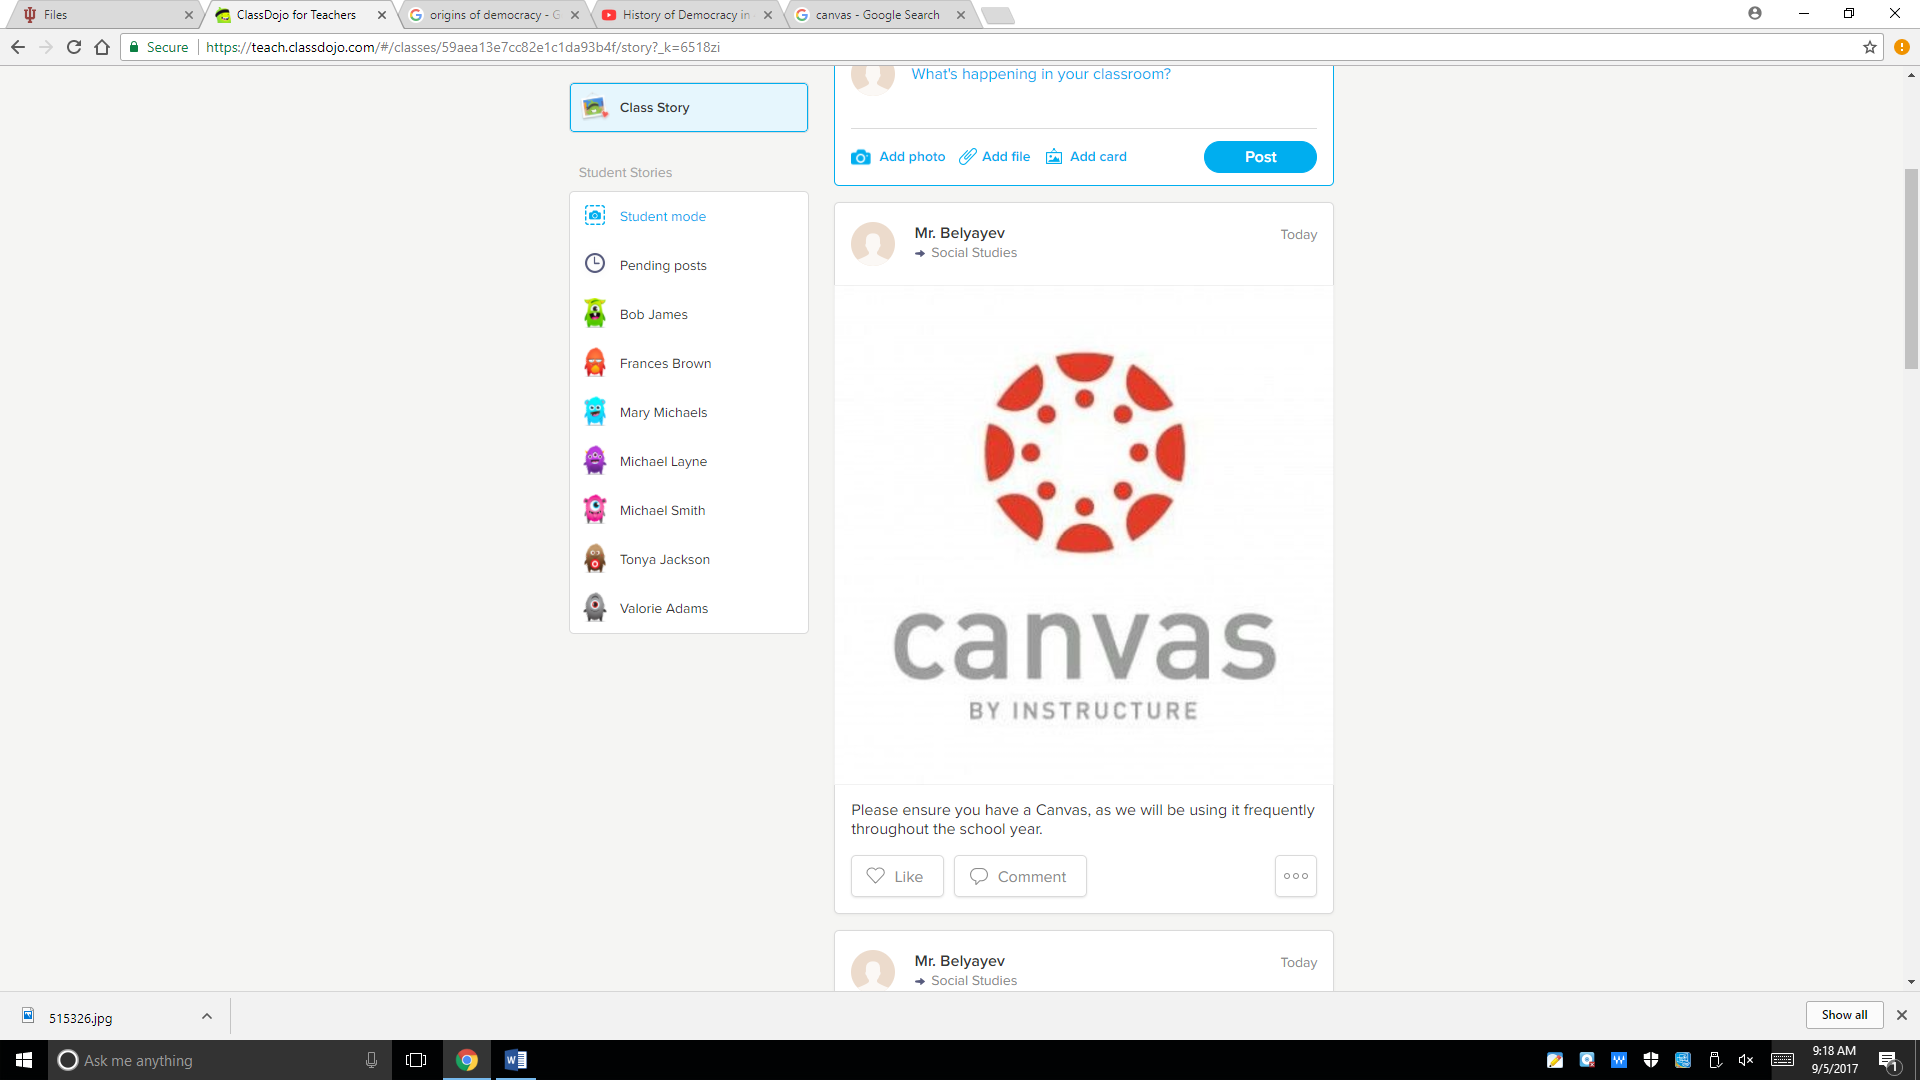 Files
ClassDojo for Teachers
origins of democracy - G
History of Democracy in
canvas - Google Search
Secure
https://teach.classdojo.com/#/classes/59aea13e7cc82e1c1da93b4f/story?_k=6518zi
Class Story
Student Stories
Student mode
Pending posts
Bob James
Frances Brown
Mary Michaels
Michael Layne
Michael Smith
Tonya Jackson
Valorie Adams
What's happening in your classroom?
Add photo
Add file
Add card
Post
Mr. Belyayev
Today
Social Studies
canvas
BY INSTRUCTURE
Please ensure you have a Canvas, as we will be using it frequently
throughout the school year.
Like
Comment
Mr. Belyayev
Today
Social Studies
515326.jpg
Show all
Ask me anything
9:18 AM
9/5/2017
1